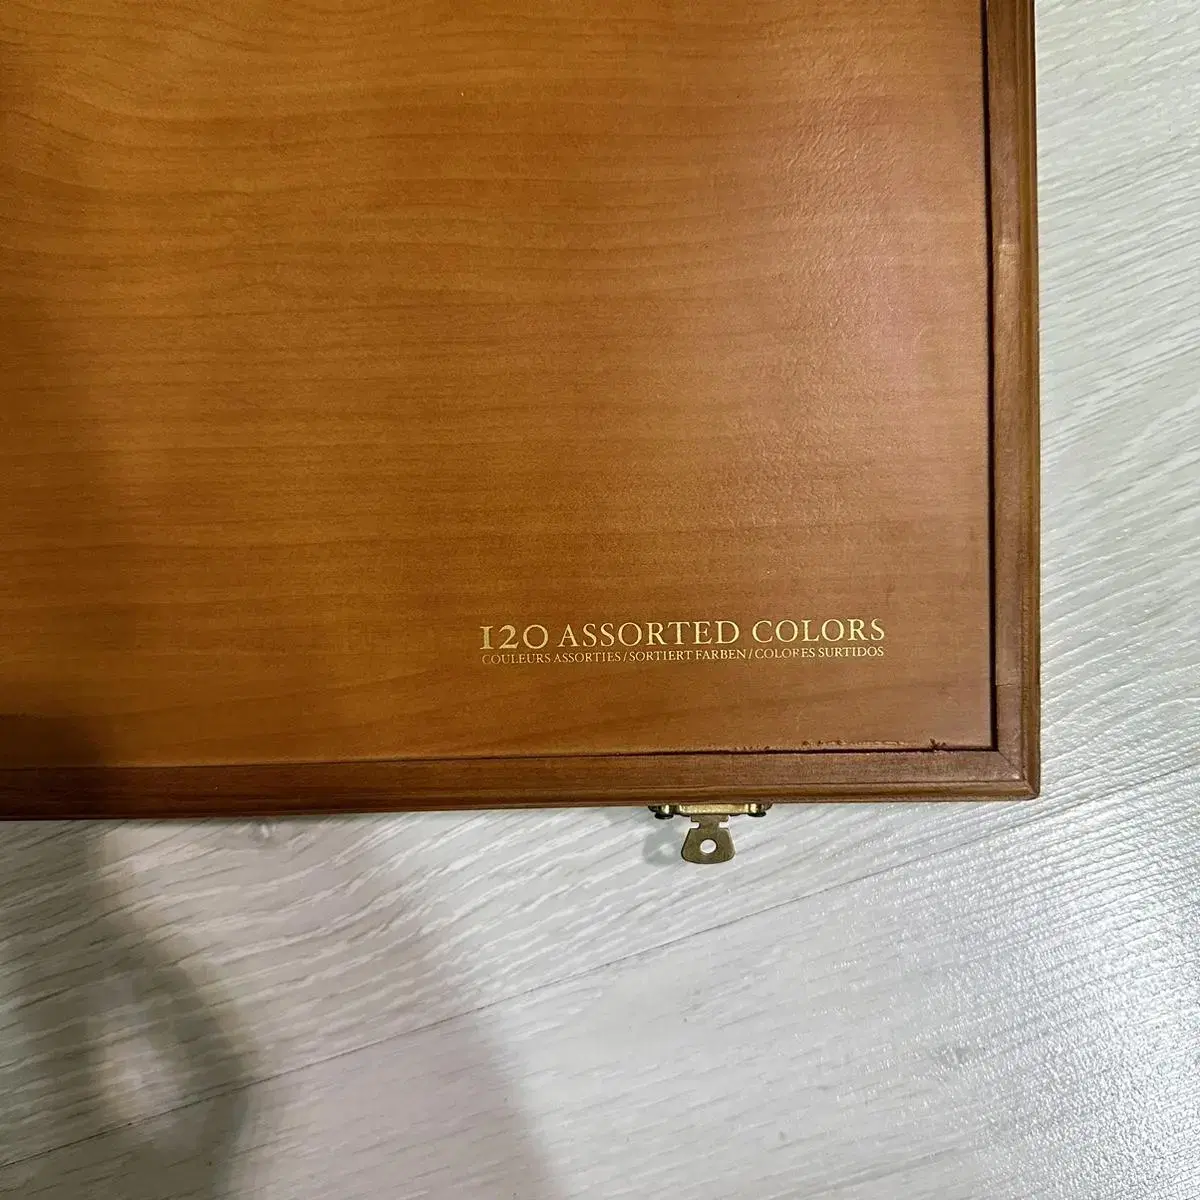 120 ASSORTED COLORS
COULEURS ASSORTIES/SORTIERT FARBEN/COLORES SURTIDOS